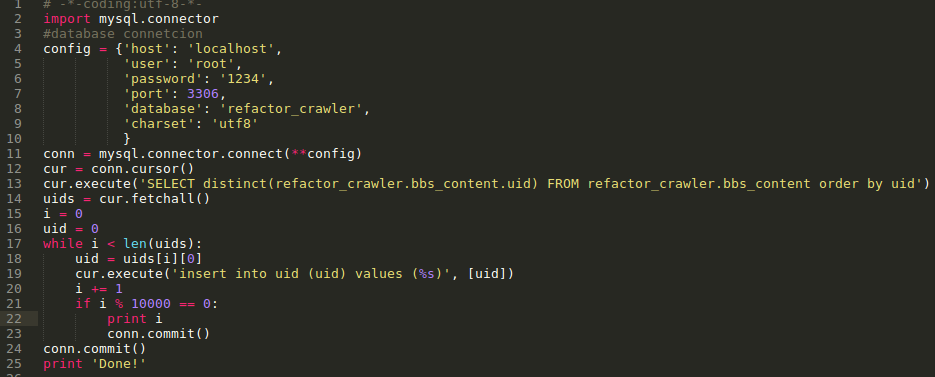 1 # -*-coding:utf-8-*-
2 import mysql.connector
3 #database connetcion
4 config = {'host': 'localhost',
5 'user': 'root',
6 'password': '1234',
7 'port': 3306,
8 'database': 'refactor_crawler',
9 'charset': 'utf8'
10 }
11 conn = mysql.connector.connect(**config)
12 cur = conn.cursor()
13 cur.execute('SELECT distinct(refactor_crawler.bbs_content.uid) FROM refactor_crawler.bbs_content order by uid')
14 uids = cur.fetchall()
15 i = 0
16 uid = 0
17 while i < len(uids):
18 uid = uids[i][0]
19 cur.execute('insert into uid (uid) values (%s)', [uid])
20 i += 1
21 if i % 10000 == 0:
22 print i
23 conn.commit()
24 conn.commit()
25 print 'Done!'